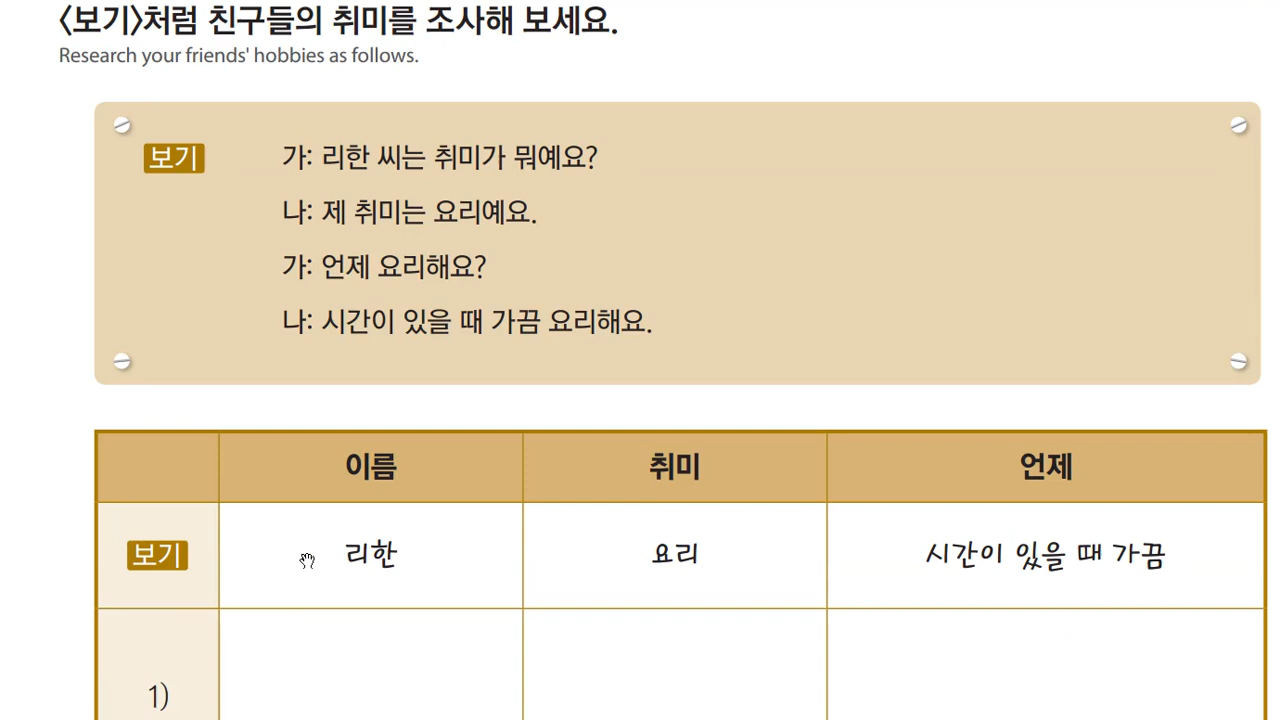 〈보기〉처럼 친구들의 취미를 조사해 보세요.
Research your friends' hobbies as follows.
보기 가: 리한 씨는 취미가 뭐예요?
나: 제 취미는 요리예요.
가: 언제 요리해요?
나: 시간이 있을 때 가끔 요리해요.
이름 취미 언제
보기 리한 요리 시간이 있을 때 가끔
1)